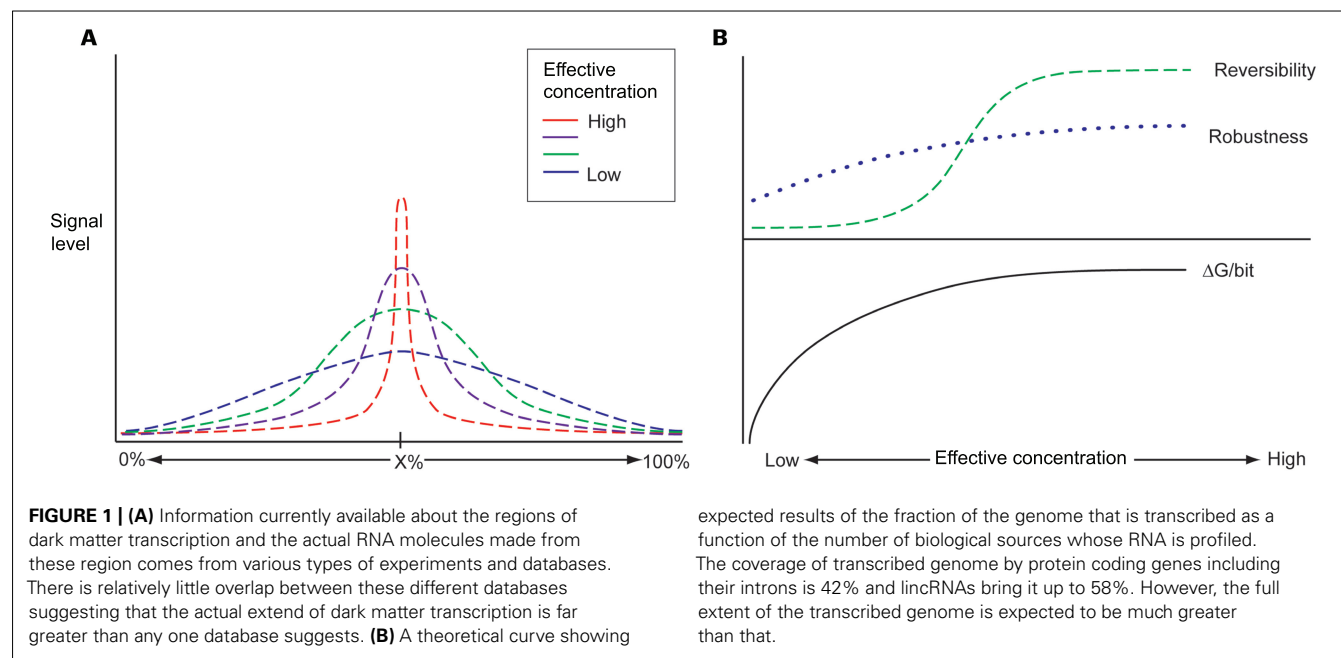 A
Effective
concentration
High
Low
Signal
level
0%
X%
100%
B
Reversibility
Robustness
ΔG/bit
Low
Effective concentration
High
FIGURE 1 | (A) Information currently available about the regions of
dark matter transcription and the actual RNA molecules made from
these region comes from various types of experiments and databases.
There is relatively little overlap between these different databases
suggesting that the actual extend of dark matter transcription is far
greater than any one database suggests. (B) A theoretical curve showing
expected results of the fraction of the genome that is transcribed as a
function of the number of biological sources whose RNA is profiled.
The coverage of transcribed genome by protein coding genes including
their introns is 42% and lincRNAs bring it up to 58%. However, the full
extent of the transcribed genome is expected to be much greater
than that.